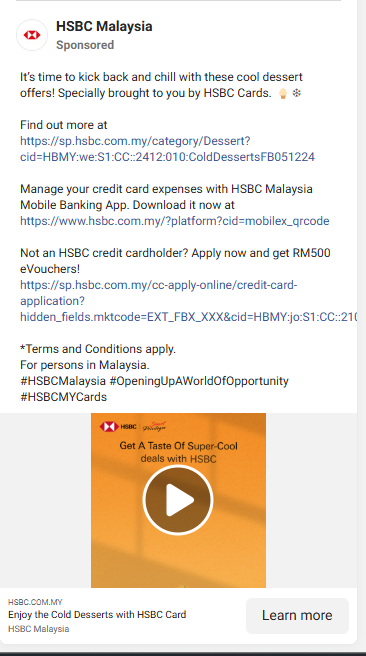 HSBC Malaysia
Sponsored
It's time to kick back and chill with these cool dessert
offers! Specially brought to you by HSBC Cards. 🍦❄
Find out more at
https://sp.hsbc.com.my/category/Dessert?
cid=HBMY:we:S1:CC::2412:010:ColdDessertsFB051224
Manage your credit card expenses with HSBC Malaysia
Mobile Banking App. Download it now at
https://www.hsbc.com.my/?platform?cid=mobilex_qrcode
Not an HSBC credit cardholder? Apply now and get RM500
eVouchers!
https://sp.hsbc.com.my/cc-apply-online/credit-card-
application?
hidden_fields.mktcode=EXT_FBX_XXX&cid=HBMY:jo:S1:CC::210
*Terms and Conditions apply.
For persons in Malaysia.
#HSBCMalaysia #OpeningUpAWorldOfOpportunity
#HSBCMYCards
HSBC
Get A Taste Of Super-Cool
deals with HSBC
HSBC.COM.MY
Enjoy the Cold Desserts with HSBC Card
HSBC Malaysia
Learn more